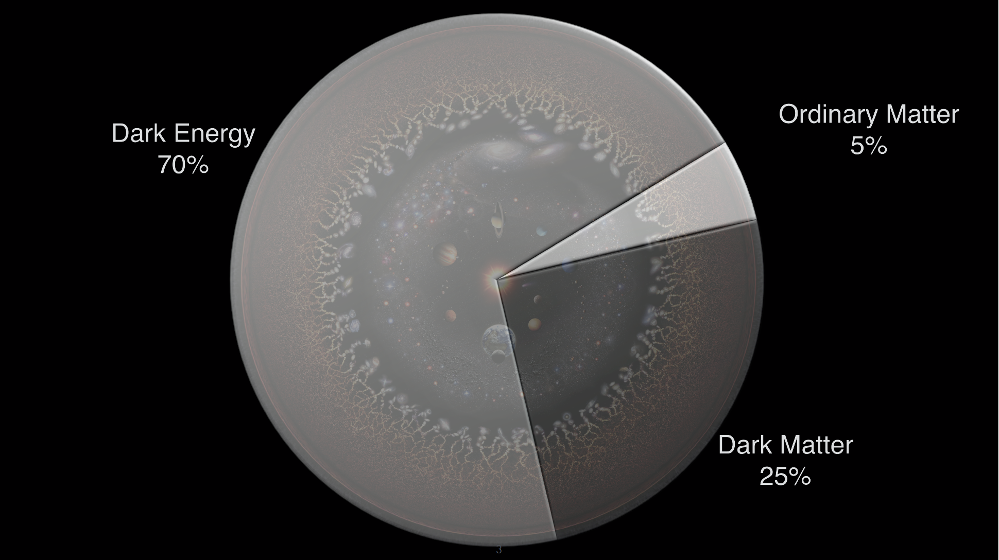 Dark Energy
70%
Ordinary Matter
5%
Dark Matter
25%
3